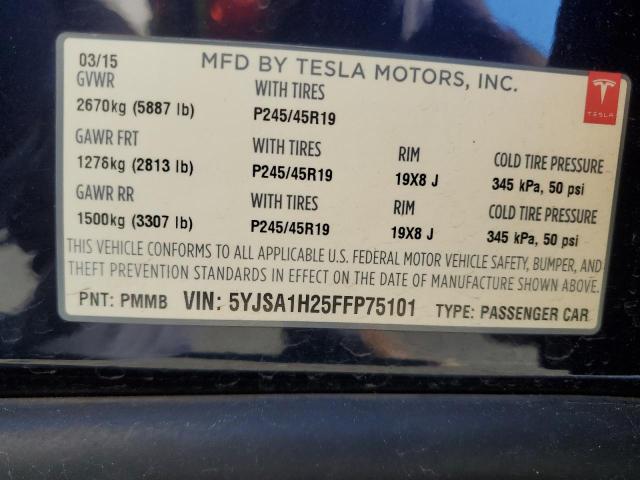 03/15 MFD BY TESLA MOTORS, INC.
TESLA
GVWR WITH TIRES
2670kg (5887 lb) P245/45R19
GAWR FRT WITH TIRES RIM COLD TIRE PRESSURE
1276kg (2813 lb) P245/45R19 19X8 J 345 kPa, 50 psi
GAWR RR WITH TIRES RIM COLD TIRE PRESSURE
1500kg (3307 lb) P245/45R19 19X8 J 345 kPa, 50 psi
THIS VEHICLE CONFORMS TO ALL APPLICABLE U.S. FEDERAL MOTOR VEHICLE SAFETY, BUMPER, AND
THEFT PREVENTION STANDARDS IN EFFECT ON THE DATE OF MANUFACTURE SHOWN ABOVE.
PNT: PMMB VIN: 5YJSA1H25FFP75101 TYPE: PASSENGER CAR